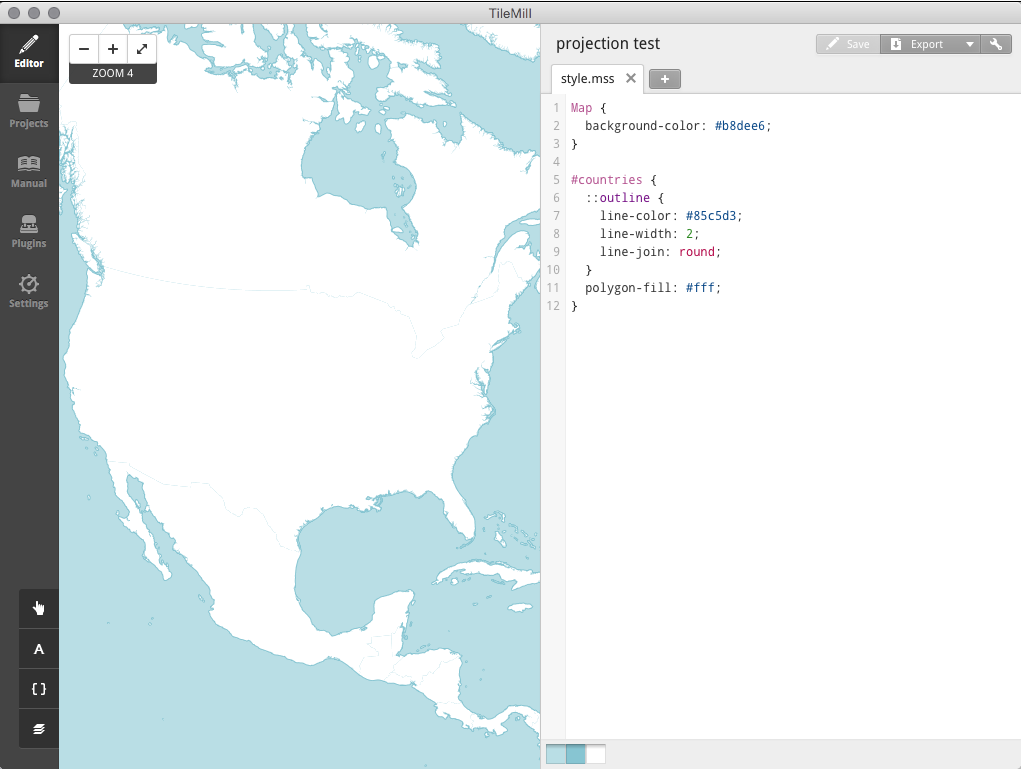 TileMill
Editor
Projects
Manual
Plugins
Settings
A
{ }
− +
ZOOM 4
projection test
Save
Export
style.mss ✕
+
1 Map {
2   background-color: #b8dee6;
3 }
4
5 #countries {
6   ::outline {
7     line-color: #85c5d3;
8     line-width: 2;
9     line-join: round;
10   }
11   polygon-fill: #fff;
12 }